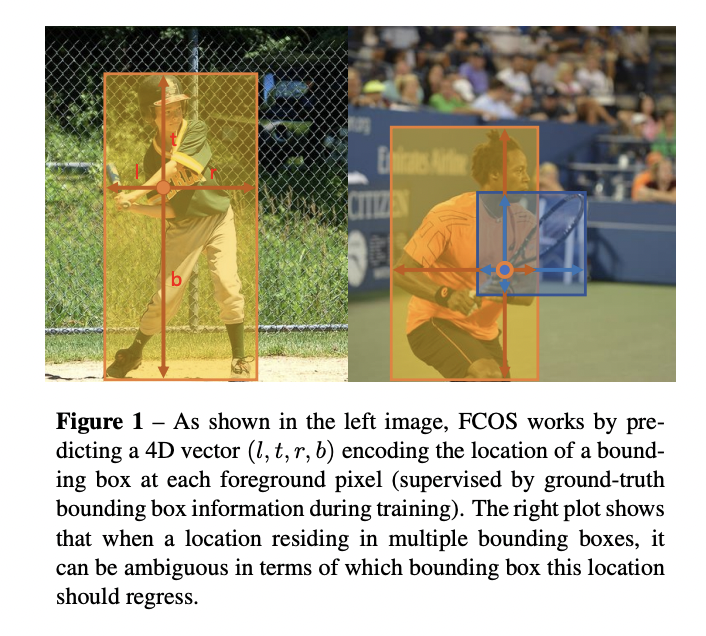 t
l
r
b
Emirates Airline
CITIZEN
Figure 1 – As shown in the left image, FCOS works by pre-
dicting a 4D vector (l, t, r, b) encoding the location of a bound-
ing box at each foreground pixel (supervised by ground-truth
bounding box information during training). The right plot shows
that when a location residing in multiple bounding boxes, it
can be ambiguous in terms of which bounding box this location
should regress.